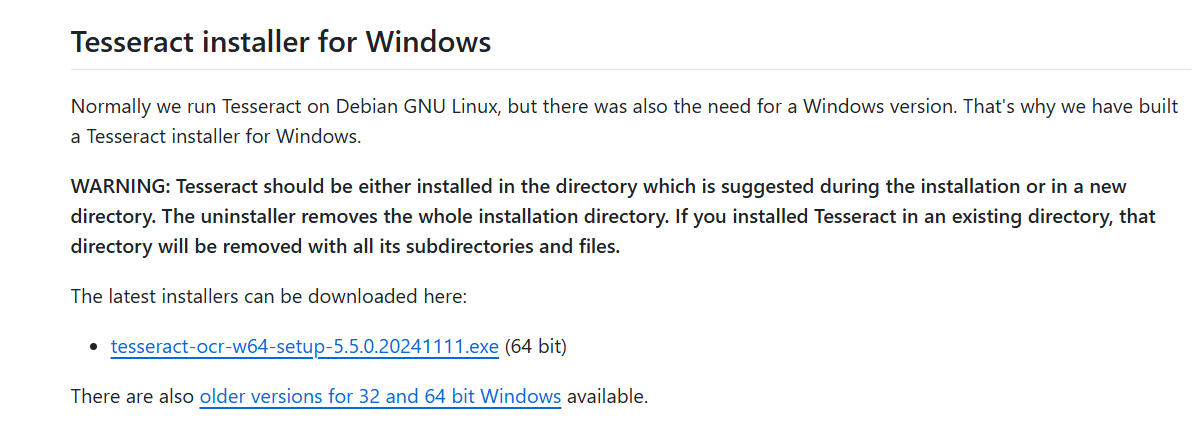 Tesseract installer for Windows
Normally we run Tesseract on Debian GNU Linux, but there was also the need for a Windows version. That's why we have built
a Tesseract installer for Windows.
WARNING: Tesseract should be either installed in the directory which is suggested during the installation or in a new
directory. The uninstaller removes the whole installation directory. If you installed Tesseract in an existing directory, that
directory will be removed with all its subdirectories and files.
The latest installers can be downloaded here:
• tesseract-ocr-w64-setup-5.5.0.20241111.exe (64 bit)
There are also older versions for 32 and 64 bit Windows available.